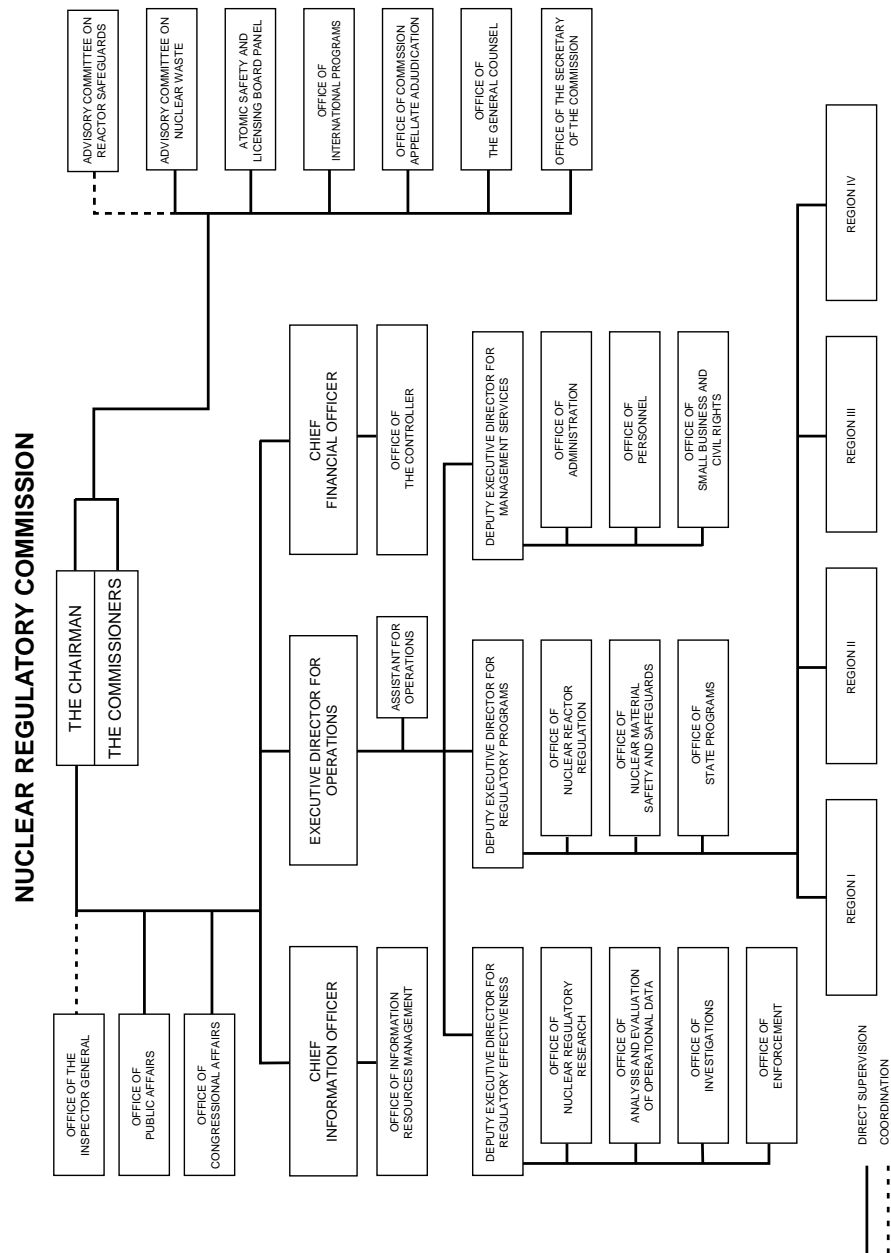 NUCLEAR REGULATORY COMMISSION
THE CHAIRMAN
THE COMMISSIONERS
OFFICE OF THE
INSPECTOR GENERAL
OFFICE OF
PUBLIC AFFAIRS
OFFICE OF
CONGRESSIONAL AFFAIRS
ADVISORY COMMITTEE ON
REACTOR SAFEGUARDS
ADVISORY COMMITTEE ON
NUCLEAR WASTE
ATOMIC SAFETY AND
LICENSING BOARD PANEL
OFFICE OF
INTERNATIONAL PROGRAMS
OFFICE OF COMMSSION
APPELLATE ADJUDICATION
OFFICE OF
THE GENERAL COUNSEL
OFFICE OF THE SECRETARY
OF THE COMMISSION
CHIEF
INFORMATION OFFICER
OFFICE OF INFORMATION
RESOURCES MANAGEMENT
EXECUTIVE DIRECTOR FOR
OPERATIONS
ASSISTANT FOR
OPERATIONS
CHIEF
FINANCIAL OFFICER
OFFICE OF
THE CONTROLLER
DEPUTY EXECUTIVE DIRECTOR FOR
REGULATORY EFFECTIVENESS
OFFICE OF
NUCLEAR REGULATORY
RESEARCH
OFFICE OF
ANALYSIS AND EVALUATION
OF OPERATIONAL DATA
OFFICE OF
INVESTIGATIONS
OFFICE OF
ENFORCEMENT
DEPUTY EXECUTIVE DIRECTOR FOR
REGULATORY PROGRAMS
OFFICE OF
NUCLEAR REACTOR
REGULATION
OFFICE OF
NUCLEAR MATERIAL
SAFETY AND SAFEGUARDS
OFFICE OF
STATE PROGRAMS
DEPUTY EXECUTIVE DIRECTOR FOR
MANAGEMENT SERVICES
OFFICE OF
ADMINISTRATION
OFFICE OF
PERSONNEL
OFFICE OF
SMALL BUSINESS AND
CIVIL RIGHTS
REGION I
REGION II
REGION III
REGION IV
DIRECT SUPERVISION
COORDINATION